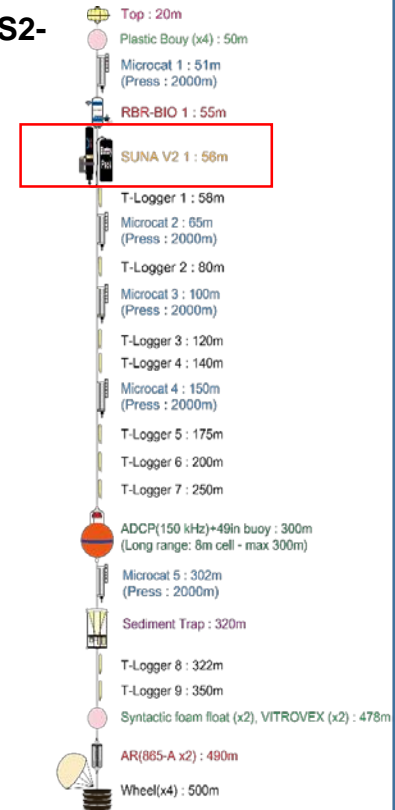 S2-
Top : 20m
Plastic Bouy (x4) : 50m
Microcat 1 : 51m
(Press : 2000m)
RBR-BIO 1 : 55m
SUNA V2 1 : 56m
T-Logger 1 : 58m
Microcat 2 : 65m
(Press : 2000m)
T-Logger 2 : 80m
Microcat 3 : 100m
(Press : 2000m)
T-Logger 3 : 120m
T-Logger 4 : 140m
Microcat 4 : 150m
(Press : 2000m)
T-Logger 5 : 175m
T-Logger 6 : 200m
T-Logger 7 : 250m
ADCP(150 kHz)+49in buoy : 300m
(Long range: 8m cell - max 300m)
Microcat 5 : 302m
(Press : 2000m)
Sediment Trap : 320m
T-Logger 8 : 322m
T-Logger 9 : 350m
Syntactic foam float (x2), VITROVEX (x2) : 478m
AR(865-A x2) : 490m
Wheel(x4) : 500m